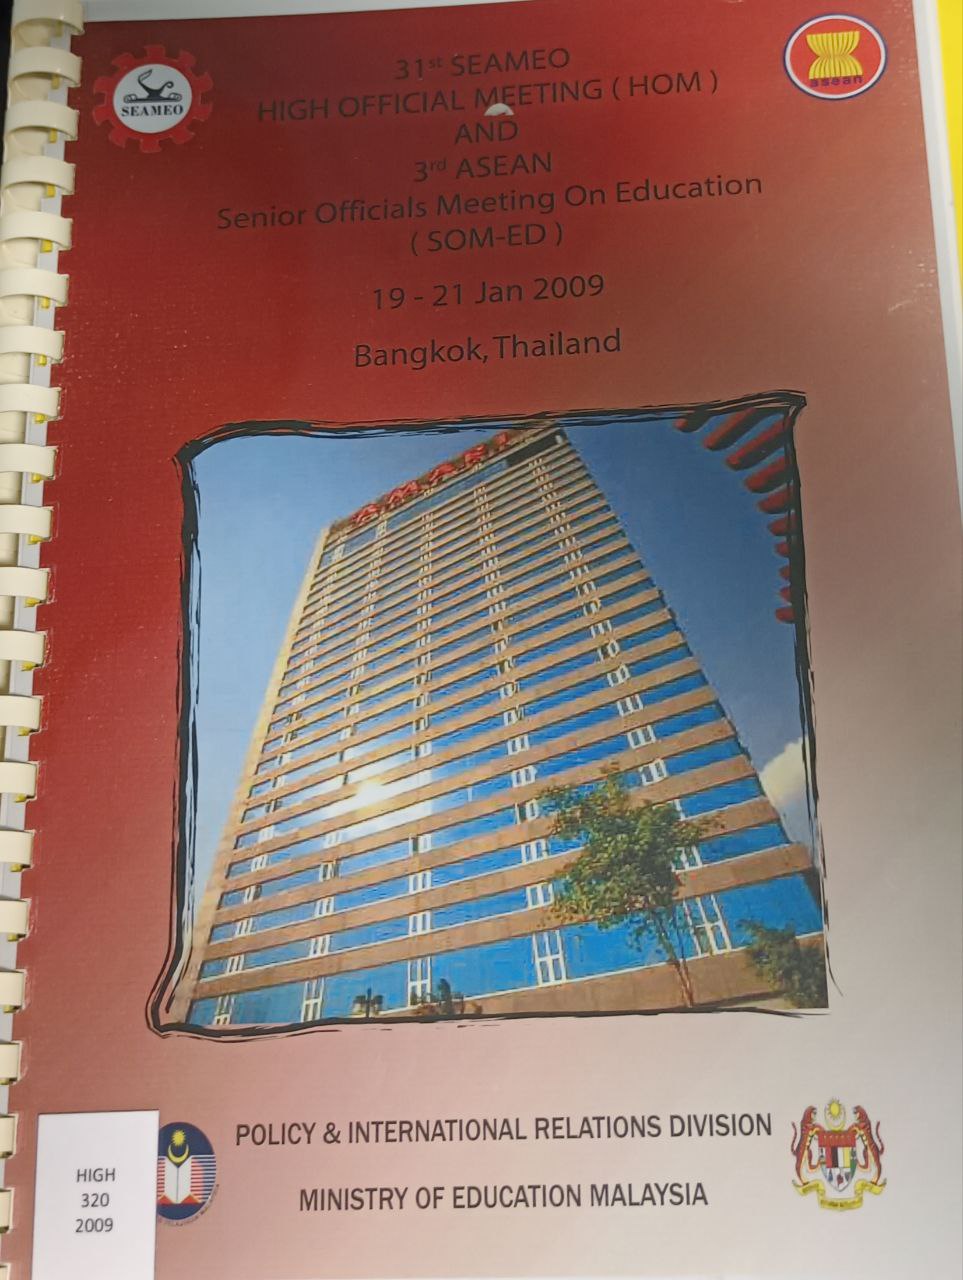 SEAMEO
asean
31st SEAMEO
HIGH OFFICIAL MEETING ( HOM )
AND
3rd ASEAN
Senior Officials Meeting On Education
( SOM-ED )
19 - 21 Jan 2009
Bangkok, Thailand
POLICY & INTERNATIONAL RELATIONS DIVISION
MINISTRY OF EDUCATION MALAYSIA
HIGH
320
2009